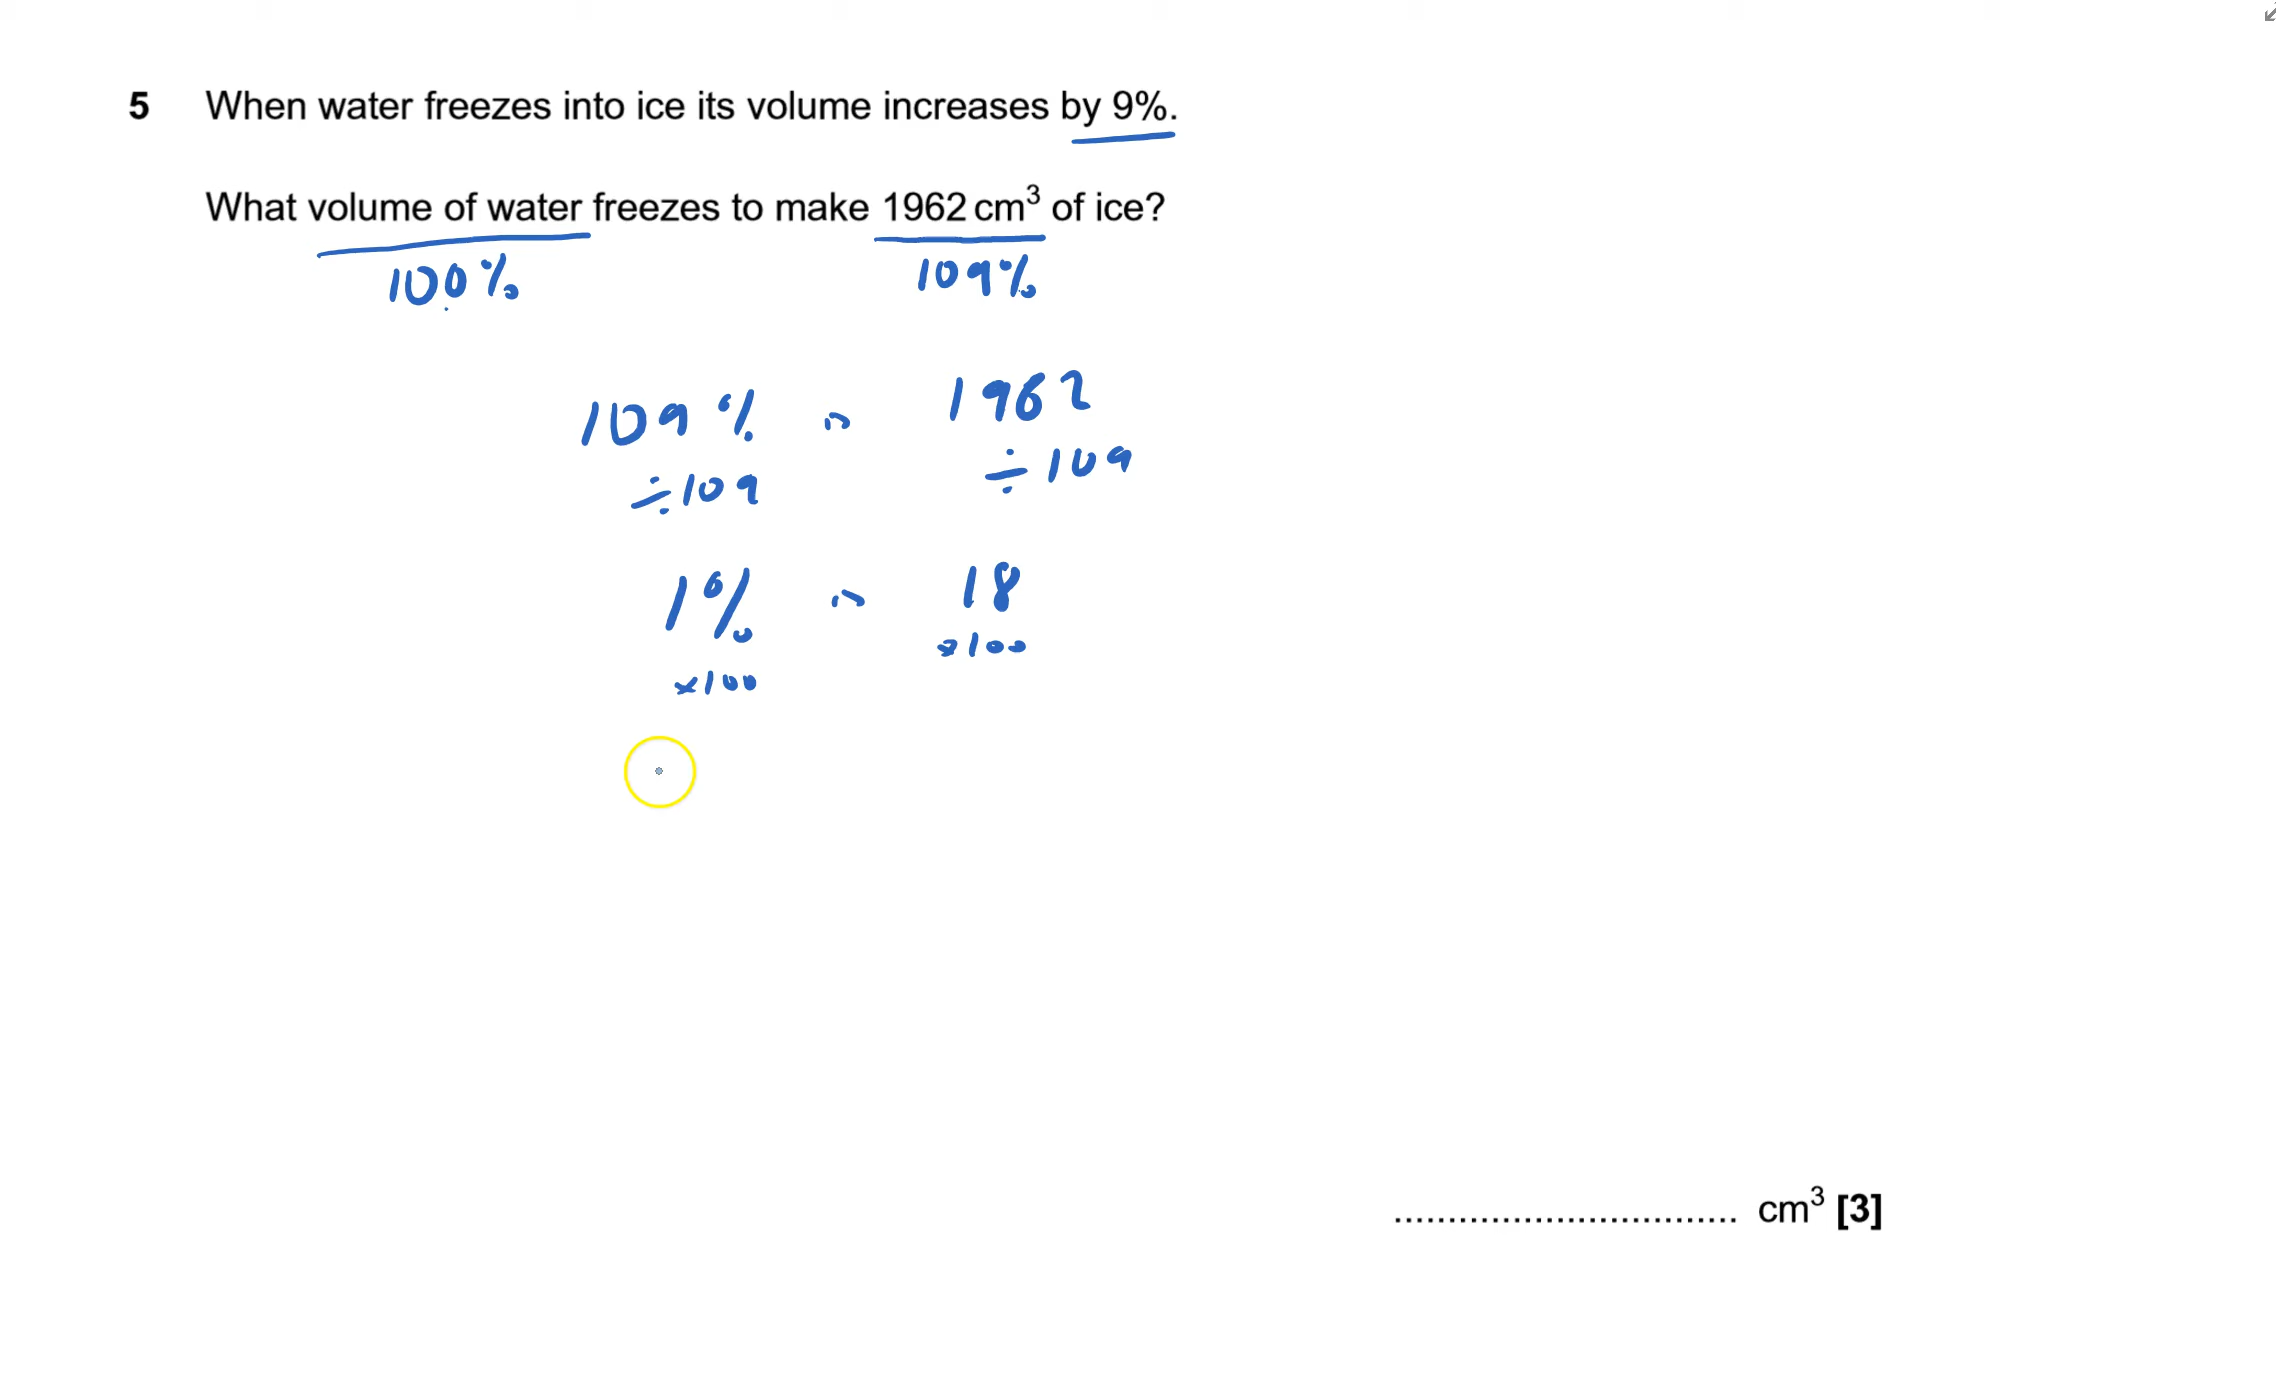 5 When water freezes into ice its volume increases by 9%.
What volume of water freezes to make 1962 cm³ of ice?
100% 109%
109% = 1962
÷109 ÷109
1% = 18
×100 ×100
................................ cm³ [3]